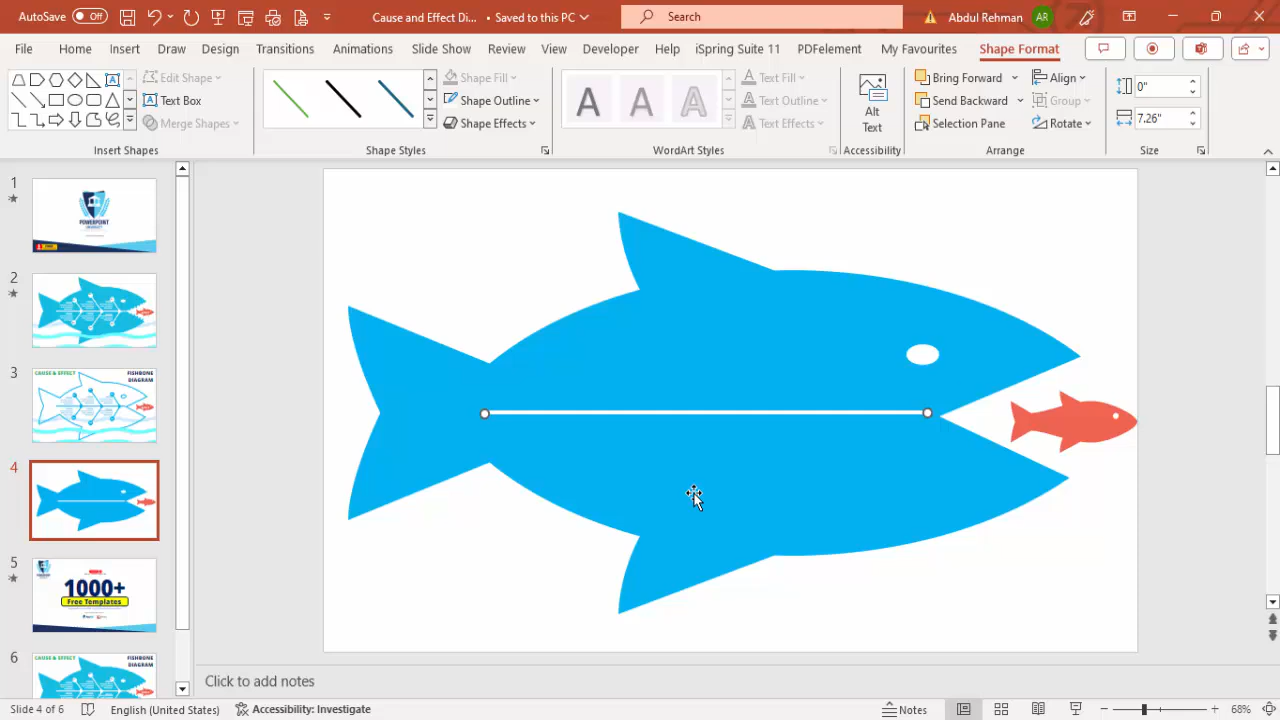 AutoSave Off Cause and Effect Di... • Saved to this PC Search Abdul Rehman AR
File Home Insert Draw Design Transitions Animations Slide Show Review View Developer Help iSpring Suite 11 PDFelement My Favourites Shape Format
Edit Shape Shape Fill Text Fill Bring Forward Align 0"
A Text Box Shape Outline A A A Text Outline Alt Text Send Backward Group
Merge Shapes Shape Effects Text Effects Selection Pane Rotate 7.26"
Insert Shapes Shape Styles WordArt Styles Accessibility Arrange Size
1
POWERPOINT
UNIVERSITY
2
3
CAUSE & EFFECT FISHBONE
DIAGRAM
4
5
1000+
Free Templates
6
CAUSE & EFFECT FISHBONE
DIAGRAM
Click to add notes
Slide 4 of 6 English (United States) Accessibility: Investigate Notes 68%